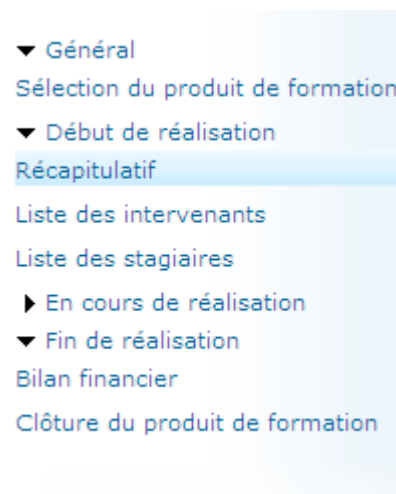 Général
Sélection du produit de formation
Début de réalisation
Récapitulatif
Liste des intervenants
Liste des stagiaires
En cours de réalisation
Fin de réalisation
Bilan financier
Clôture du produit de formation